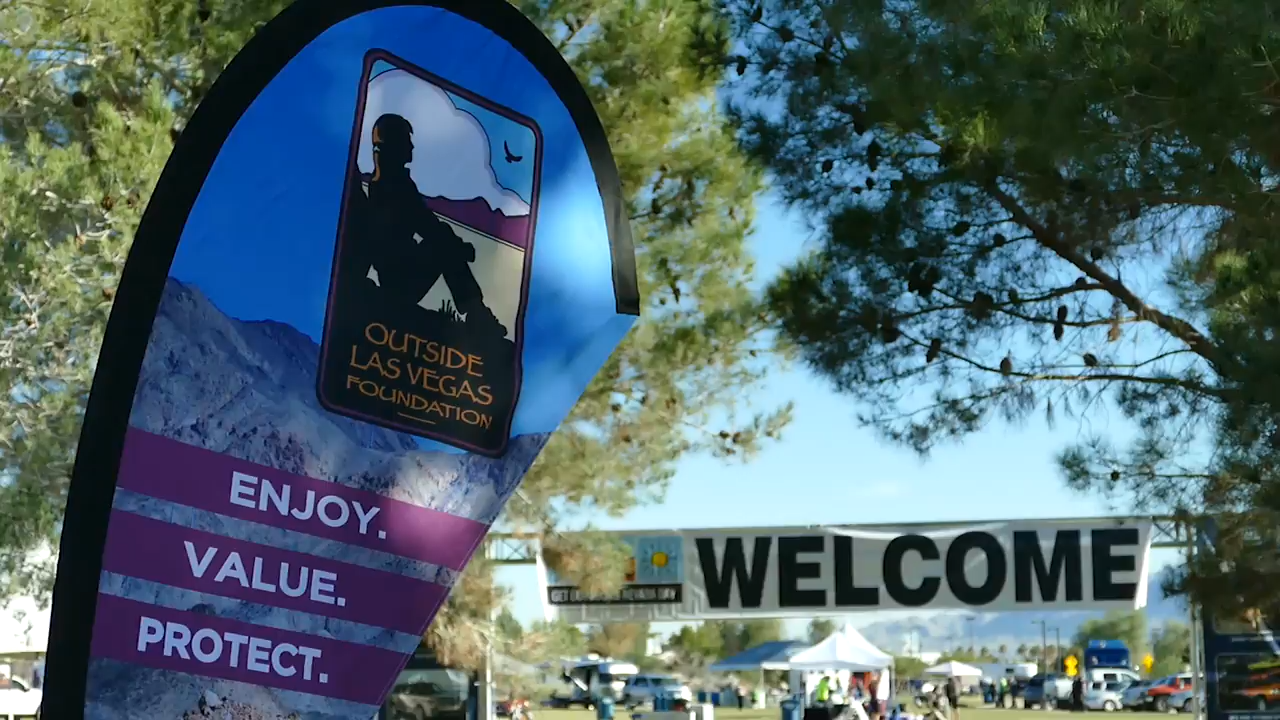 OUTSIDE
LAS VEGAS
FOUNDATION
ENJOY.
VALUE.
PROTECT.
WELCOME